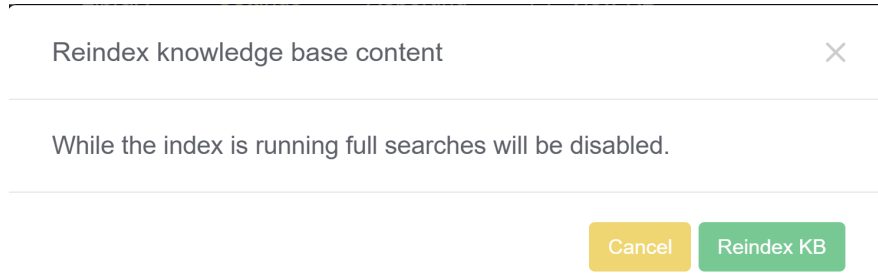 Reindex knowledge base content
While the index is running full searches will be disabled.
Cancel
Reindex KB